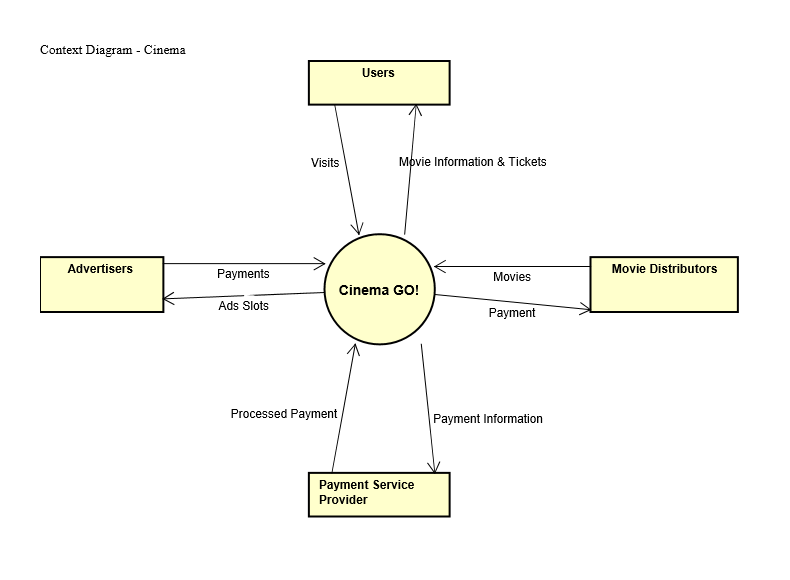 Context Diagram - Cinema
Users
Visits
Movie Information & Tickets
Advertisers
Payments
Ads Slots
Cinema GO!
Movie Distributors
Movies
Payment
Processed Payment
Payment Information
Payment Service
Provider